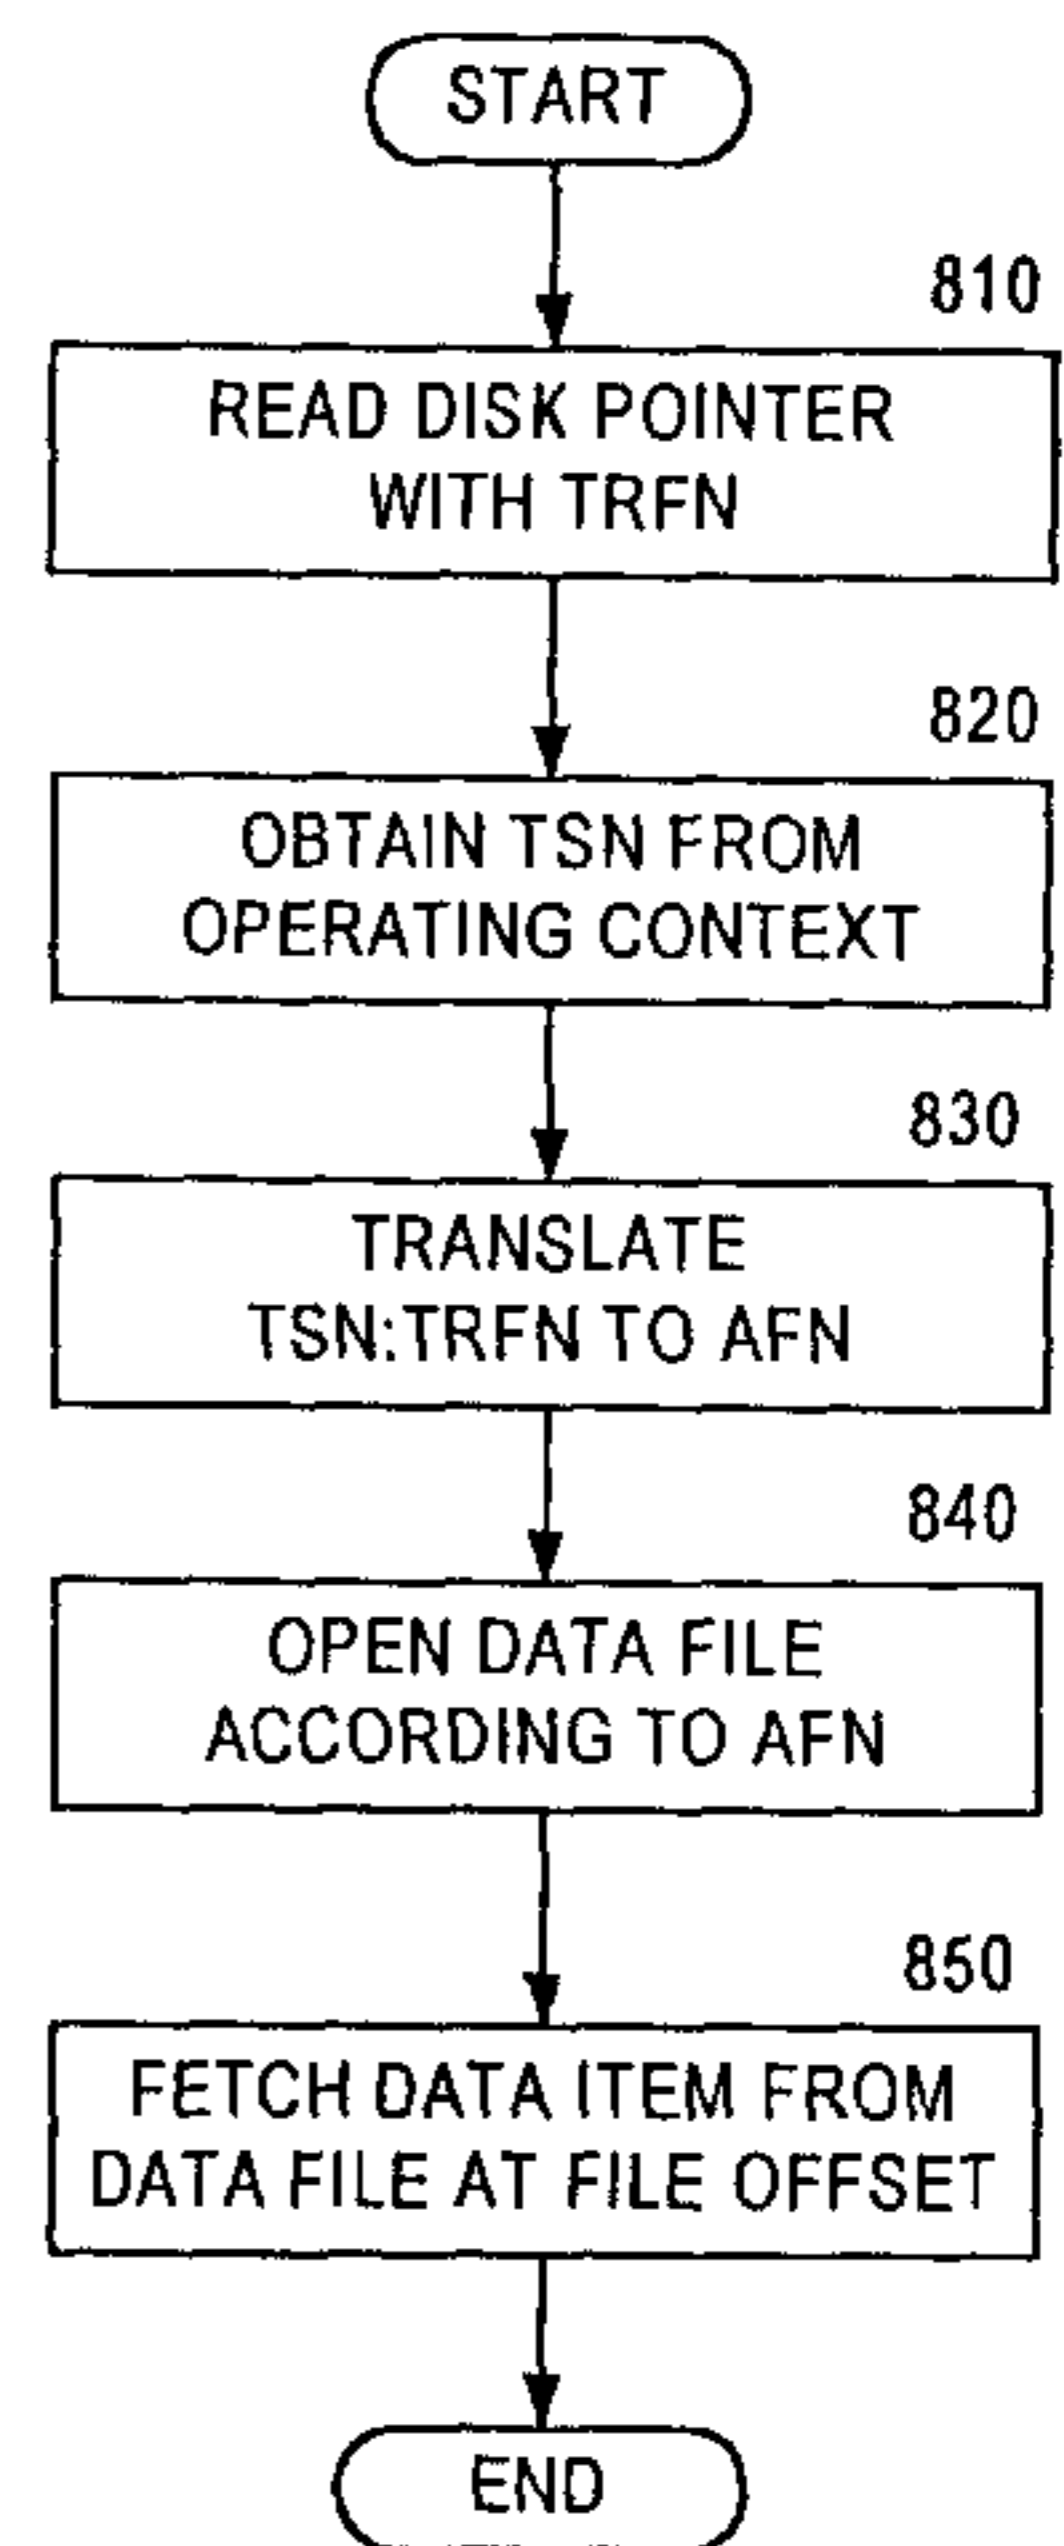 START
810
READ DISK POINTER
WITH TRFN
820
OBTAIN TSN FROM
OPERATING CONTEXT
830
TRANSLATE
TSN:TRFN TO AFN
840
OPEN DATA FILE
ACCORDING TO AFN
850
FETCH DATA ITEM FROM
DATA FILE AT FILE OFFSET
END